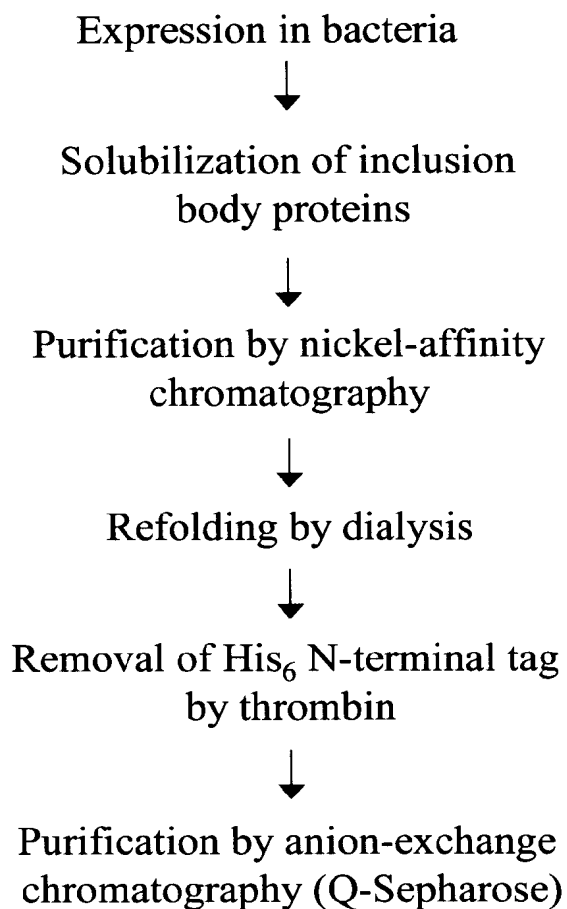 Expression in bacteria
Solubilization of inclusion
body proteins
Purification by nickel-affinity
chromatography
Refolding by dialysis
Removal of His₆ N-terminal tag
by thrombin
Purification by anion-exchange
chromatography (Q-Sepharose)